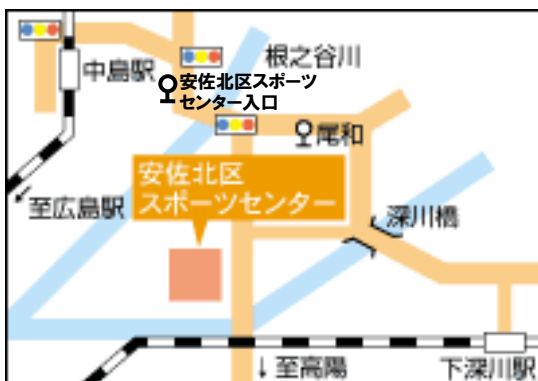 中島駅
根之谷川
安佐北区スポーツ
センター入口
尾和
安佐北区
スポーツセンター
至広島駅
深川橋
↓至高陽
下深川駅